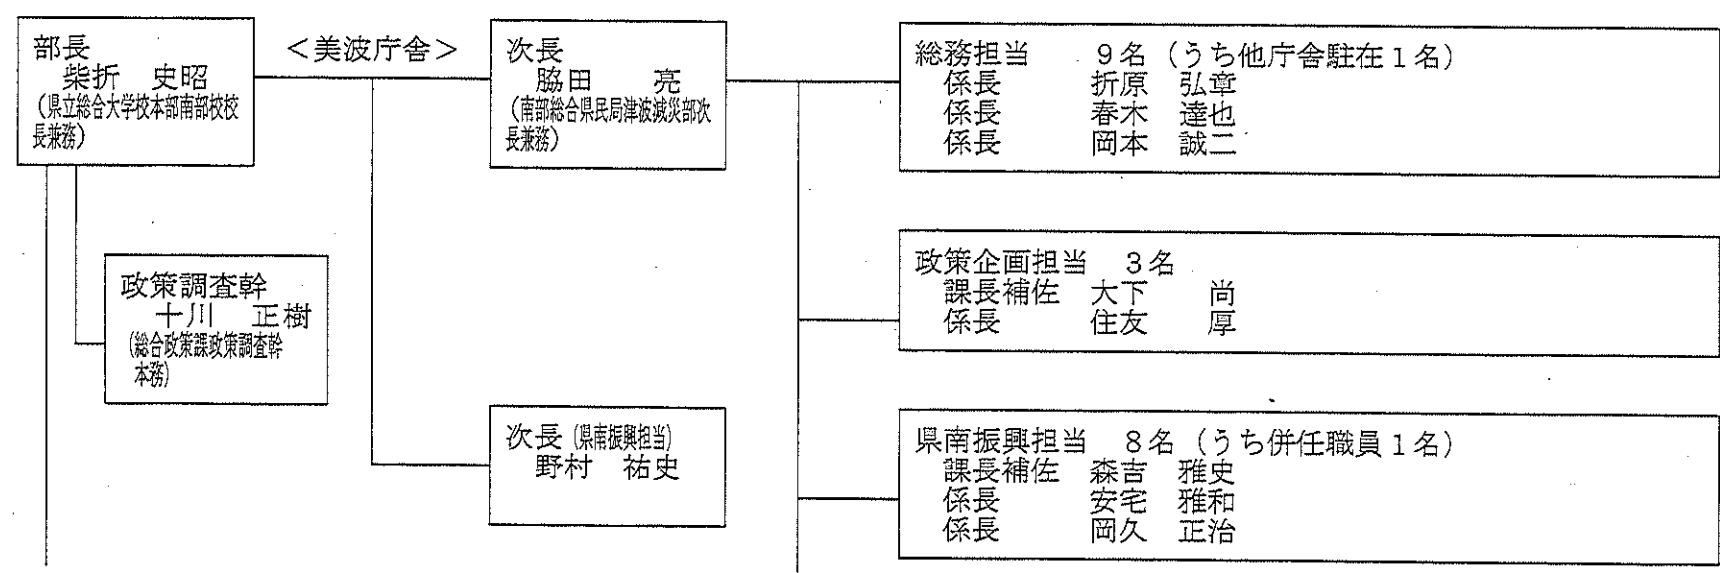 部長
柴折　史昭
（県立総合大学校本部南部校校
長兼務）
＜美波庁舎＞
政策調査幹
十川　正樹
（総合政策課政策調査幹
本務）
次長
脇田　亮
（南部総合県民局津波減災部次
長兼務）
次長（県南振興担当）
野村　祐史
総務担当　９名（うち他庁舎駐在１名）
係長　折原　弘章
係長　春木　達也
係長　岡本　誠二
政策企画担当　３名
課長補佐　大下　尚
係長　住友　厚
県南振興担当　８名（うち併任職員１名）
課長補佐　森吉　雅史
係長　安宅　雅和
係長　岡久　正治